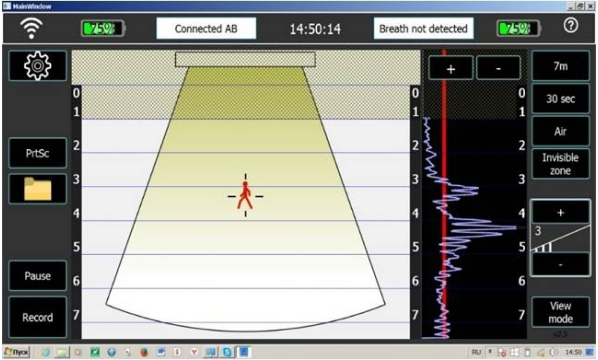 MainWindow
75%
Connected AB
14:50:14
Breath not detected
75%
?
+
-
7m
0
0
0
30 sec
1
1
1
Air
PrtSc
2
2
2
Invisible
zone
3
3
3
+
4
4
4
3
5
5
5
-
Pause
6
6
6
Record
7
7
7
View
mode
v2.5
Пуск
RU
14:50